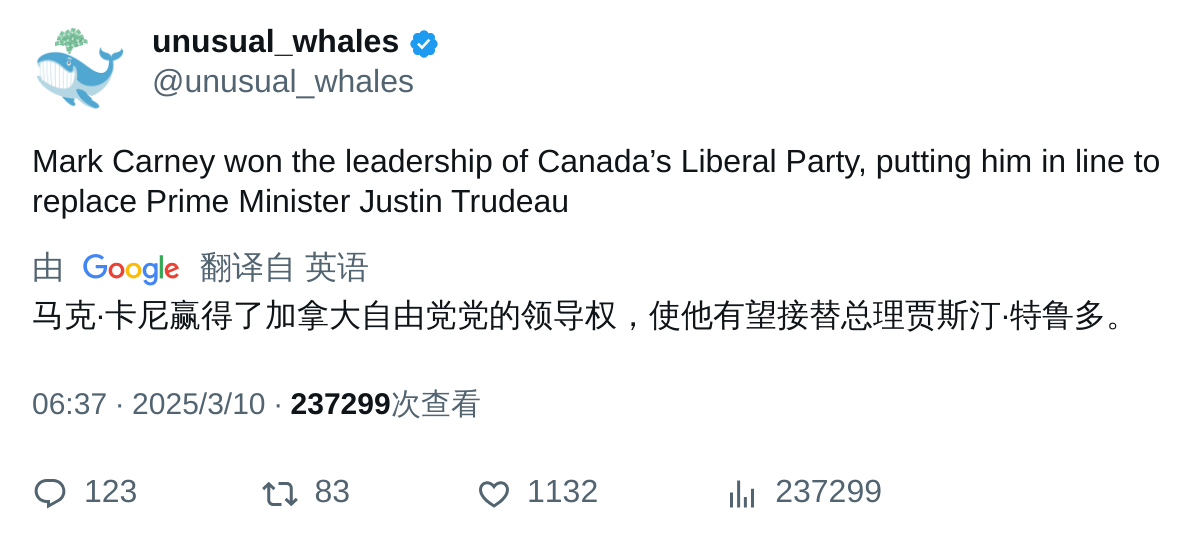 unusual_whales
@unusual_whales
Mark Carney won the leadership of Canada’s Liberal Party, putting him in line to
replace Prime Minister Justin Trudeau
由 Google 翻译自 英语
马克·卡尼赢得了加拿大自由党党的领导权，使他有望接替总理贾斯汀·特鲁多。
06:37 · 2025/3/10 · 237299次查看
123 83 1132 237299